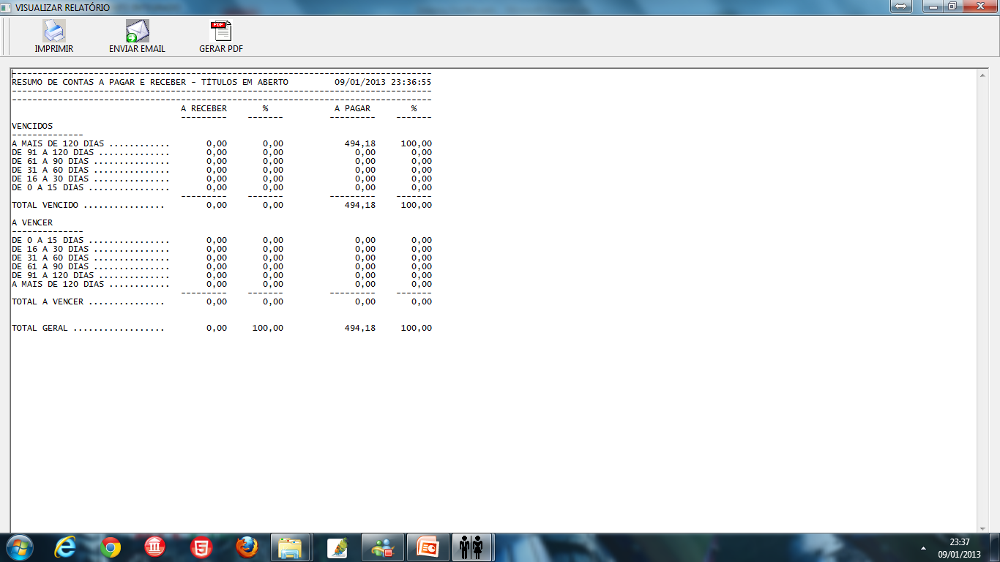 VISUALIZAR RELATÓRIO
IMPRIMIR ENVIAR EMAIL GERAR PDF
--------------------------------------------------------------------------------
RESUMO DE CONTAS A PAGAR E RECEBER - TÍTULOS EM ABERTO 09/01/2013 23:36:55
--------------------------------------------------------------------------------
--------------------------------------------------------------------------------
A RECEBER % A PAGAR %
--------- ------- --------- -------
VENCIDOS
--------------
A MAIS DE 120 DIAS ............ 0,00 0,00 494,18 100,00
DE 91 A 120 DIAS .............. 0,00 0,00 0,00 0,00
DE 61 A 90 DIAS ............... 0,00 0,00 0,00 0,00
DE 31 A 60 DIAS ............... 0,00 0,00 0,00 0,00
DE 16 A 30 DIAS ............... 0,00 0,00 0,00 0,00
DE 0 A 15 DIAS ................ 0,00 0,00 0,00 0,00
--------- ------- --------- -------
TOTAL VENCIDO ................ 0,00 0,00 494,18 100,00
A VENCER
--------------
DE 0 A 15 DIAS ................ 0,00 0,00 0,00 0,00
DE 16 A 30 DIAS ............... 0,00 0,00 0,00 0,00
DE 31 A 60 DIAS ............... 0,00 0,00 0,00 0,00
DE 61 A 90 DIAS ............... 0,00 0,00 0,00 0,00
DE 91 A 120 DIAS .............. 0,00 0,00 0,00 0,00
A MAIS DE 120 DIAS ............ 0,00 0,00 0,00 0,00
--------- ------- --------- -------
TOTAL A VENCER ............... 0,00 0,00 0,00 0,00
TOTAL GERAL .................. 0,00 100,00 494,18 100,00
23:37
09/01/2013